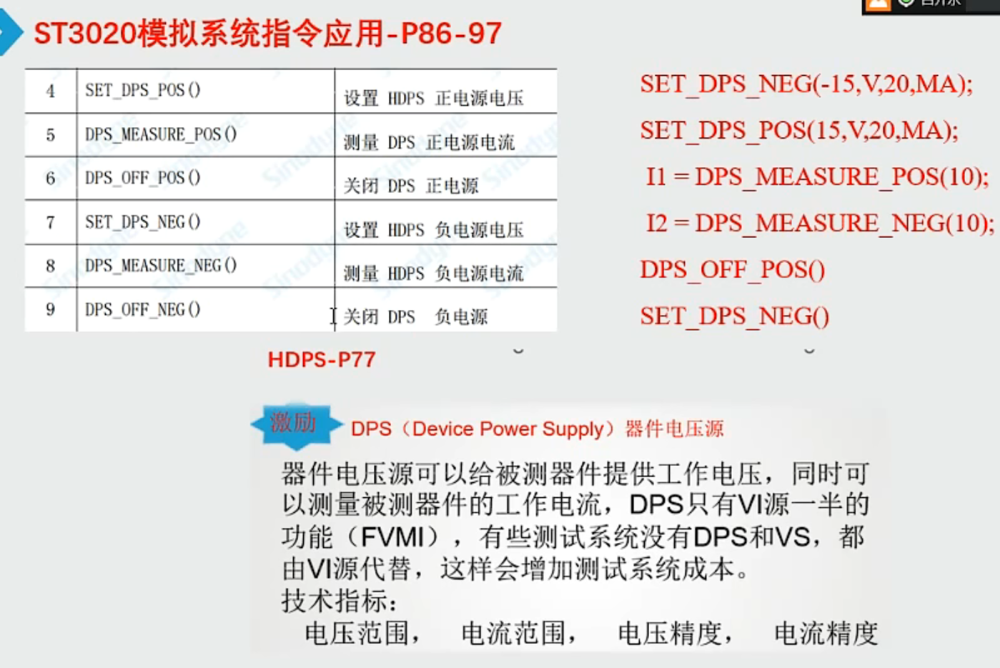 ST3020模拟系统指令应用-P86-97
4 SET_DPS_POS() 设置 HDPS 正电源电压
5 DPS_MEASURE_POS() 测量 DPS 正电源电流
6 DPS_OFF_POS() 关闭 DPS 正电源
7 SET_DPS_NEG() 设置 HDPS 负电源电压
8 DPS_MEASURE_NEG() 测量 HDPS 负电源电流
9 DPS_OFF_NEG() 关闭 DPS 负电源
SET_DPS_NEG(-15,V,20,MA);
SET_DPS_POS(15,V,20,MA);
I1 = DPS_MEASURE_POS(10);
I2 = DPS_MEASURE_NEG(10);
DPS_OFF_POS()
SET_DPS_NEG()
HDPS-P77
激励
DPS（Device Power Supply）器件电压源
器件电压源可以给被测器件提供工作电压，同时可
以测量被测器件的工作电流，DPS只有VI源一半的
功能（FVMI），有些测试系统没有DPS和VS，都
由VI源代替，这样会增加测试系统成本。
技术指标：
电压范围， 电流范围， 电压精度， 电流精度